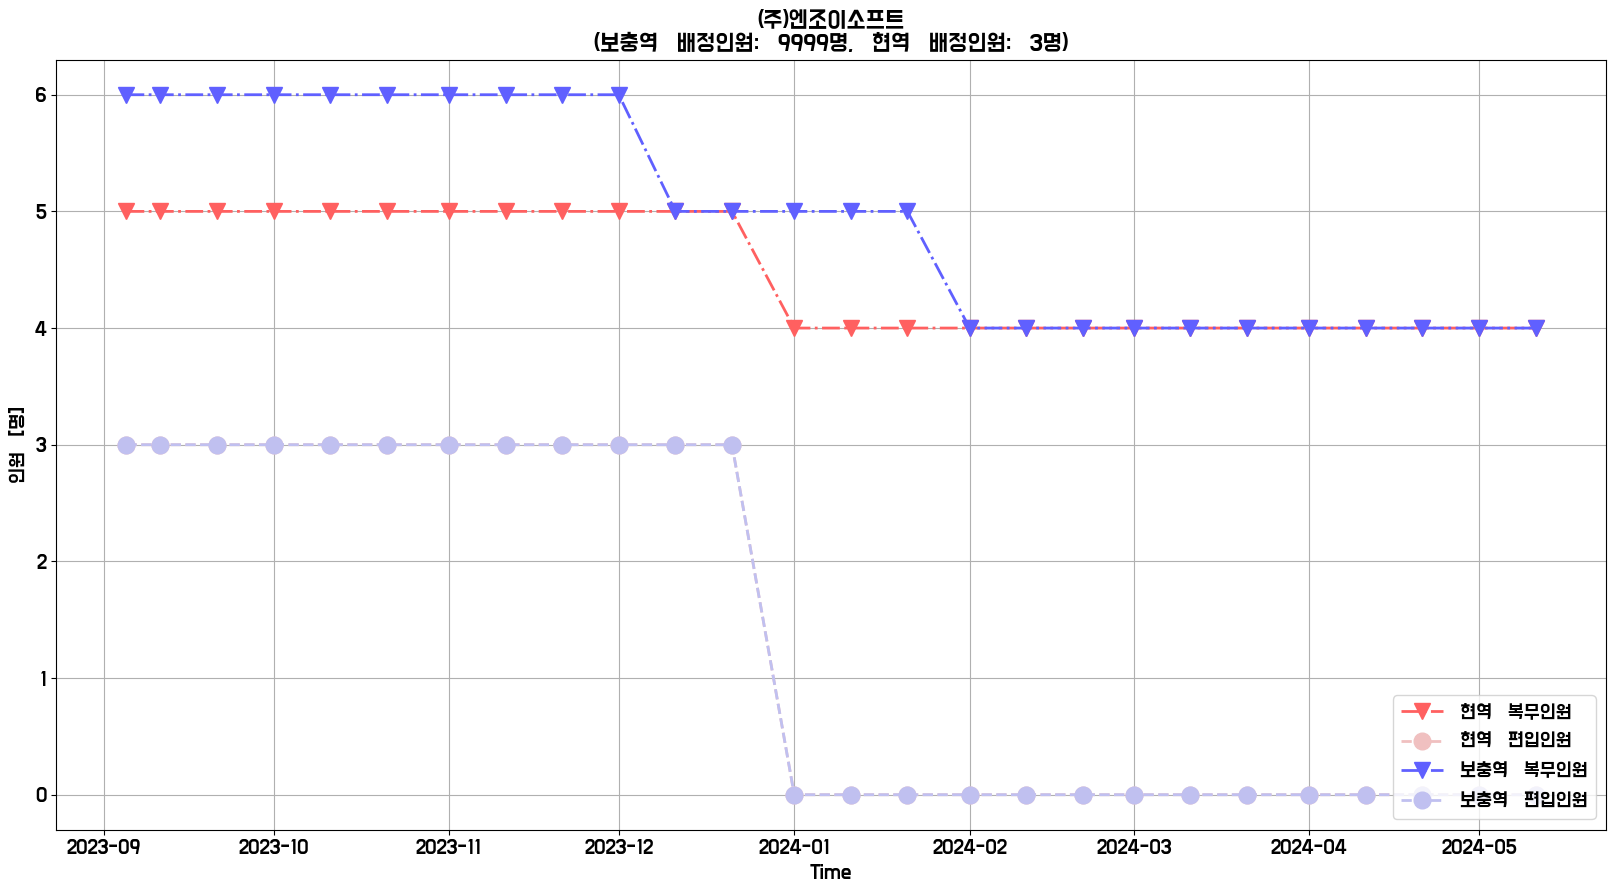 (주)엔조이소프트
(보충역 배정인원: 9999명, 현역 배정인원: 3명)
인원 [명]
6
5
4
3
2
1
0
2023-09 2023-10 2023-11 2023-12 2024-01 2024-02 2024-03 2024-04 2024-05
Time
현역 복무인원
현역 편입인원
보충역 복무인원
보충역 편입인원